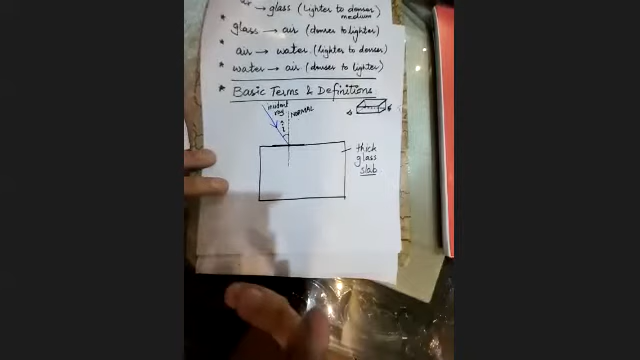 → glass (lighter to denser
medium)
* glass → air (denser to lighter)
* air → water (lighter to denser)
* water → air (denser to lighter)
* Basic Terms & Definitions
incident
ray
NORMAL
i
thick
glass
slab